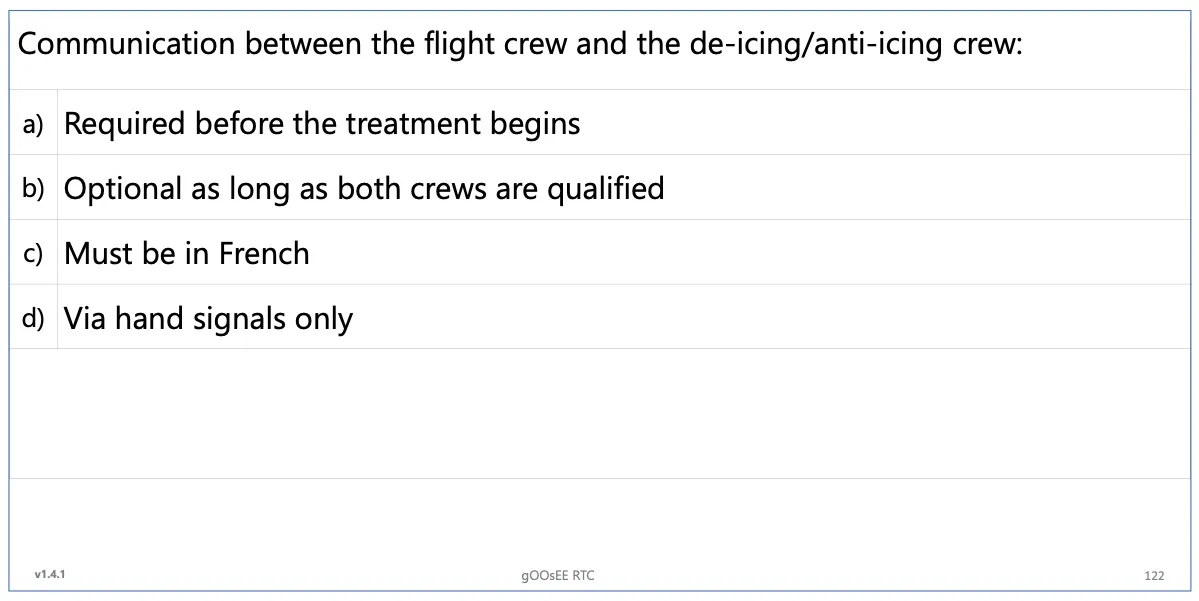 Communication between the flight crew and the de-icing/anti-icing crew:
a) Required before the treatment begins
b) Optional as long as both crews are qualified
c) Must be in French
d) Via hand signals only
v1.4.1 gOOsEE RTC 122